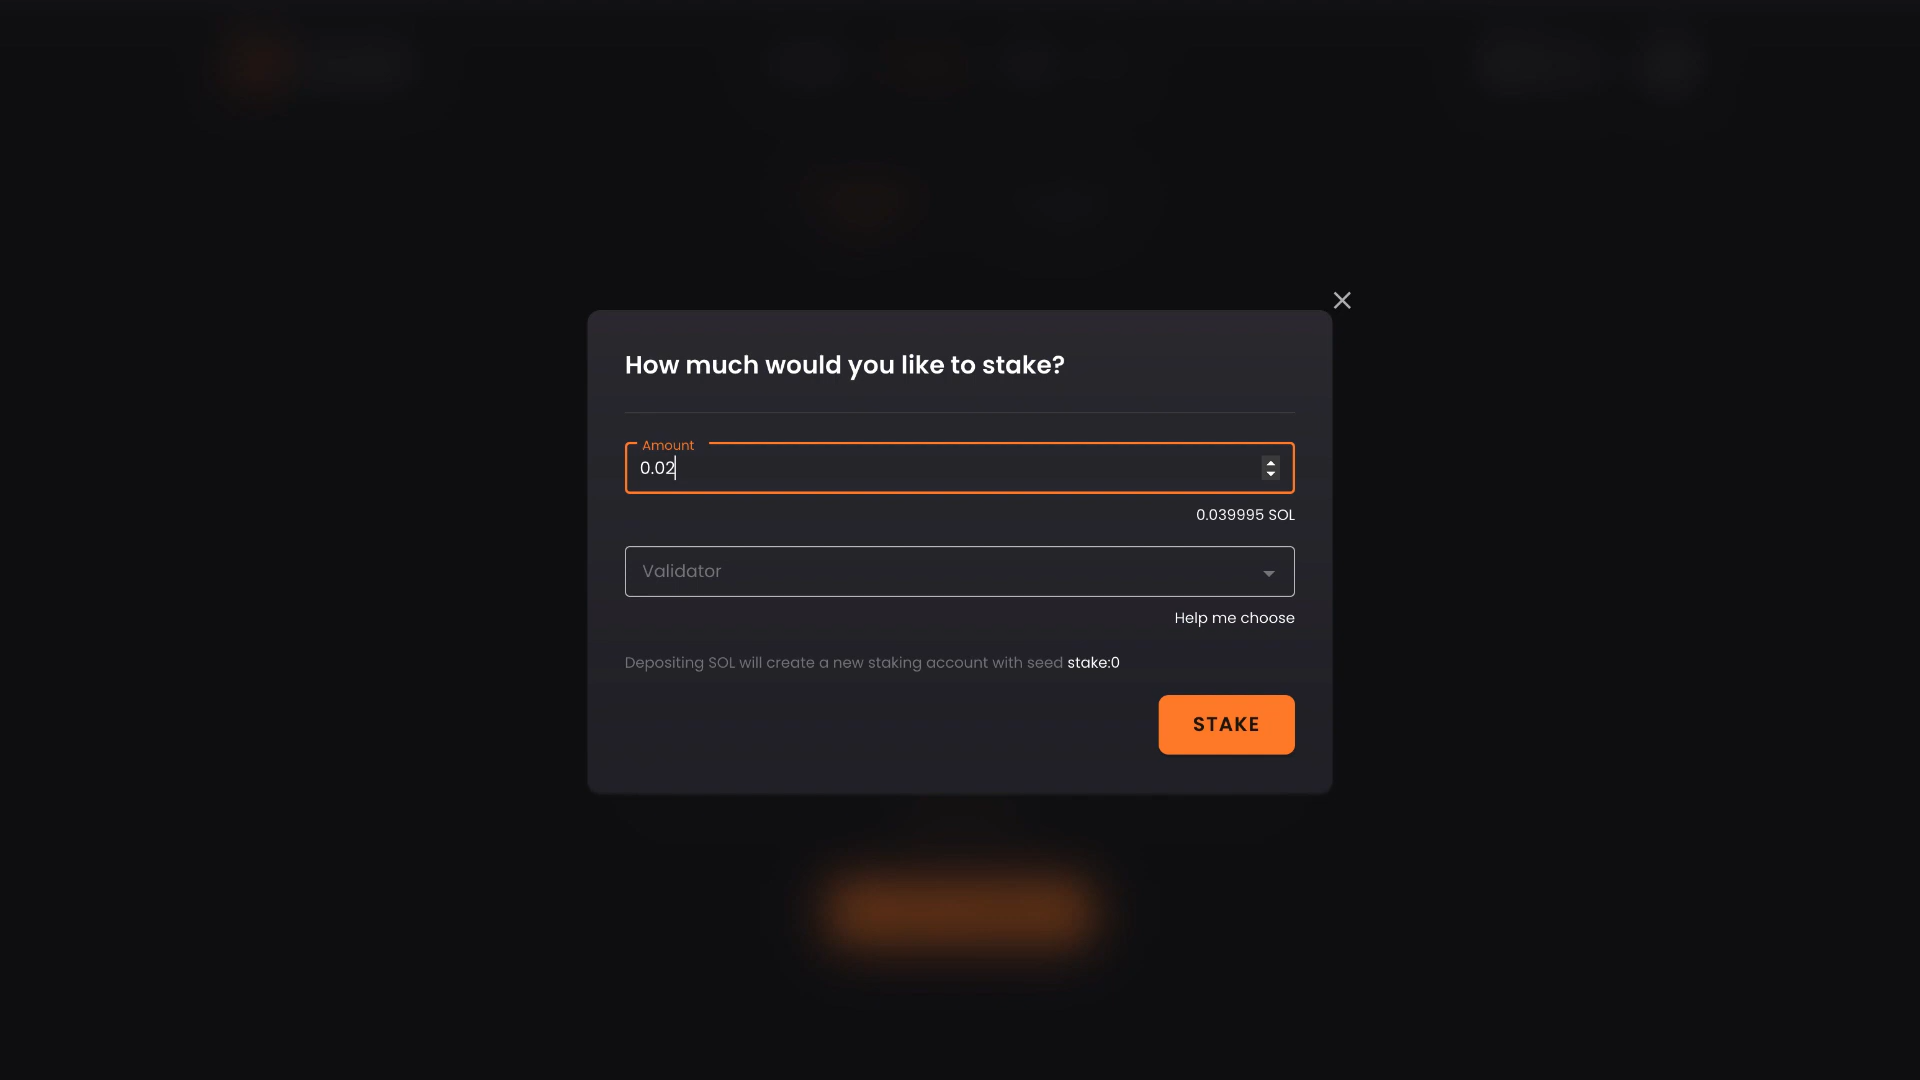 How much would you like to stake?
Amount
0.02
0.039995 SOL
Validator
Help me choose
Depositing SOL will create a new staking account with seed stake:0
STAKE